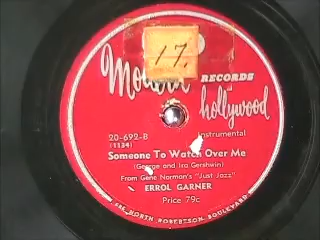 17.
Modern RECORDS
hollywood
20-692-B Instrumental
(1134)
Someone To Watch Over Me
(George and Ira Gershwin)
From Gene Norman's "Just Jazz"
ERROL GARNER
Price 79c
NORTH ROBERTSON BOULEVARD